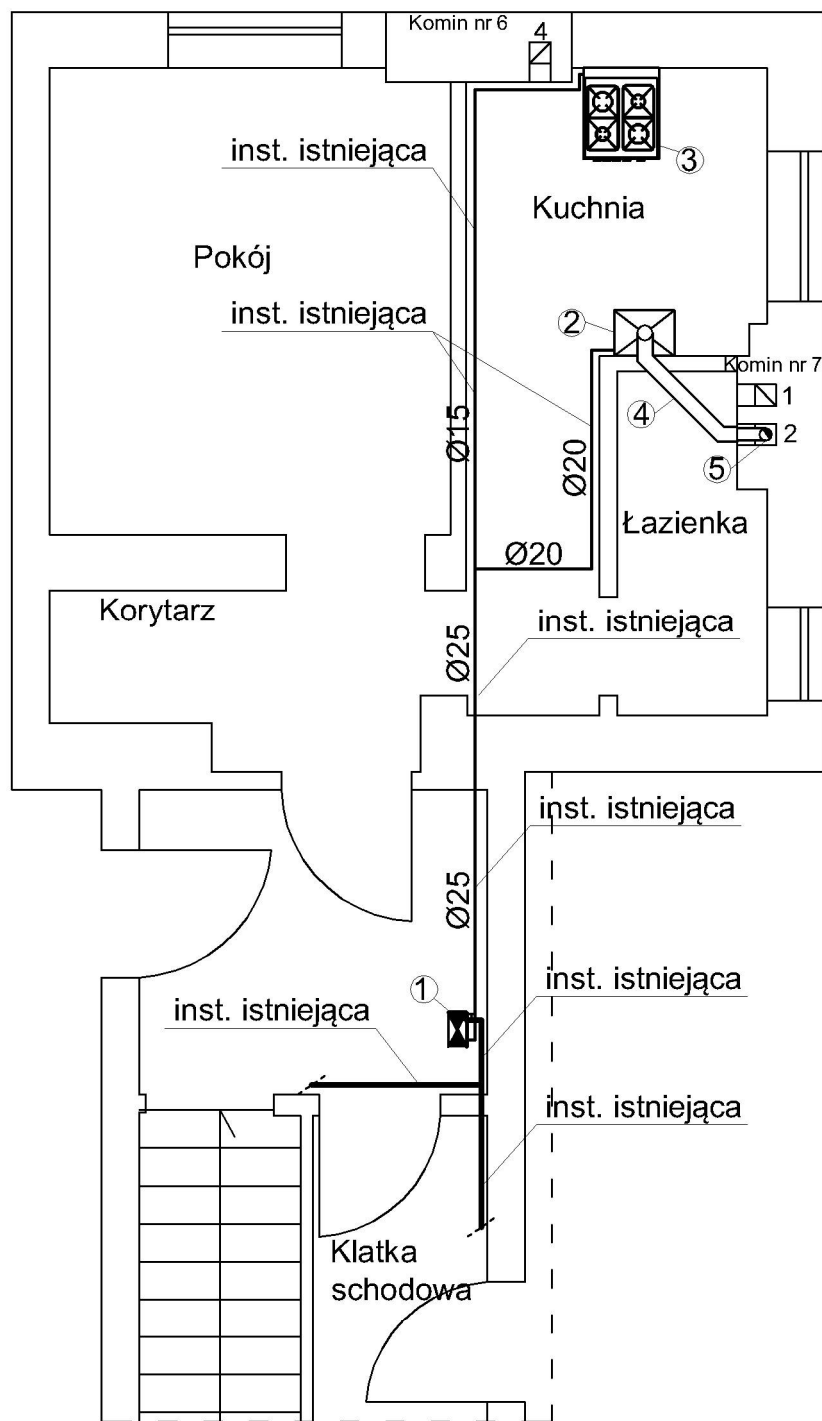 Komin nr 6
4
inst. istniejąca
3
Kuchnia
Pokój
inst. istniejąca
2
Komin nr 7
1
4
2
Ø15
Ø20
5
Łazienka
Ø20
Korytarz
inst. istniejąca
Ø25
inst. istniejąca
Ø25
inst. istniejąca
1
inst. istniejąca
inst. istniejąca
Klatka
schodowa